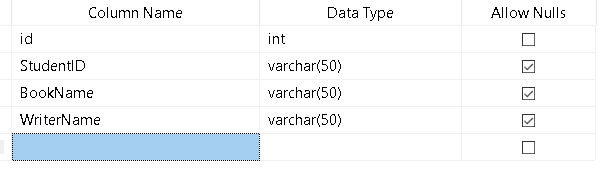 Column Name Data Type Allow Nulls
id int
StudentID varchar(50)
BookName varchar(50)
WriterName varchar(50)